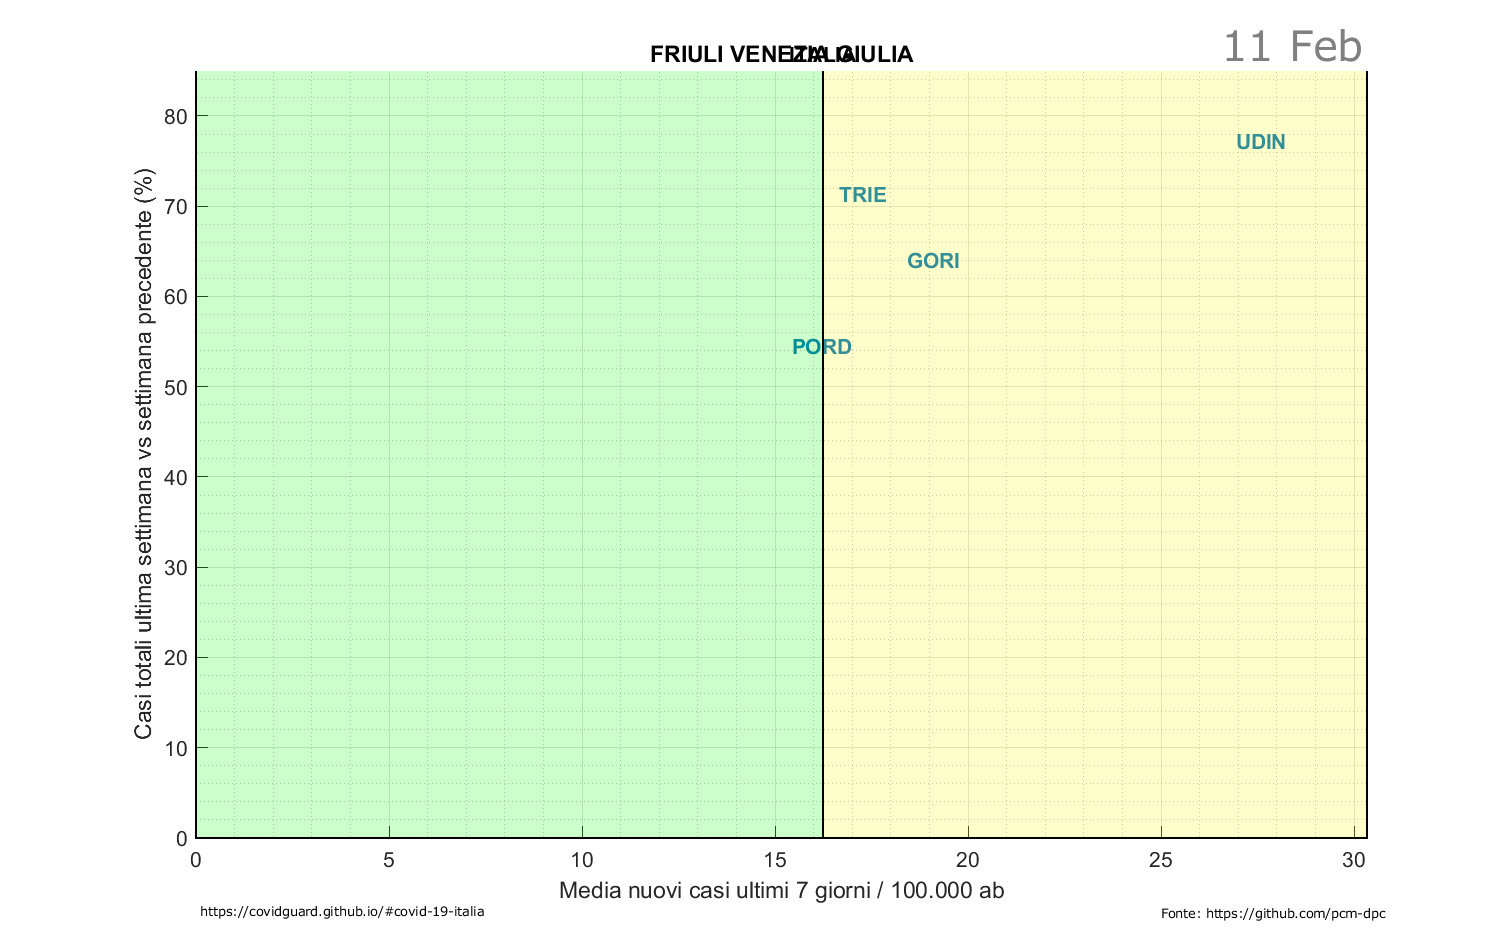 11 Feb
FRIULI VENEZIA GIULIA
ITALIA
80
70
60
50
40
30
20
10
0
Casi totali ultima settimana vs settimana precedente (%)
UDIN
TRIE
GORI
PORD
0 5 10 15 20 25 30
Media nuovi casi ultimi 7 giorni / 100.000 ab
https://covidguard.github.io/#covid-19-italia
Fonte: https://github.com/pcm-dpc